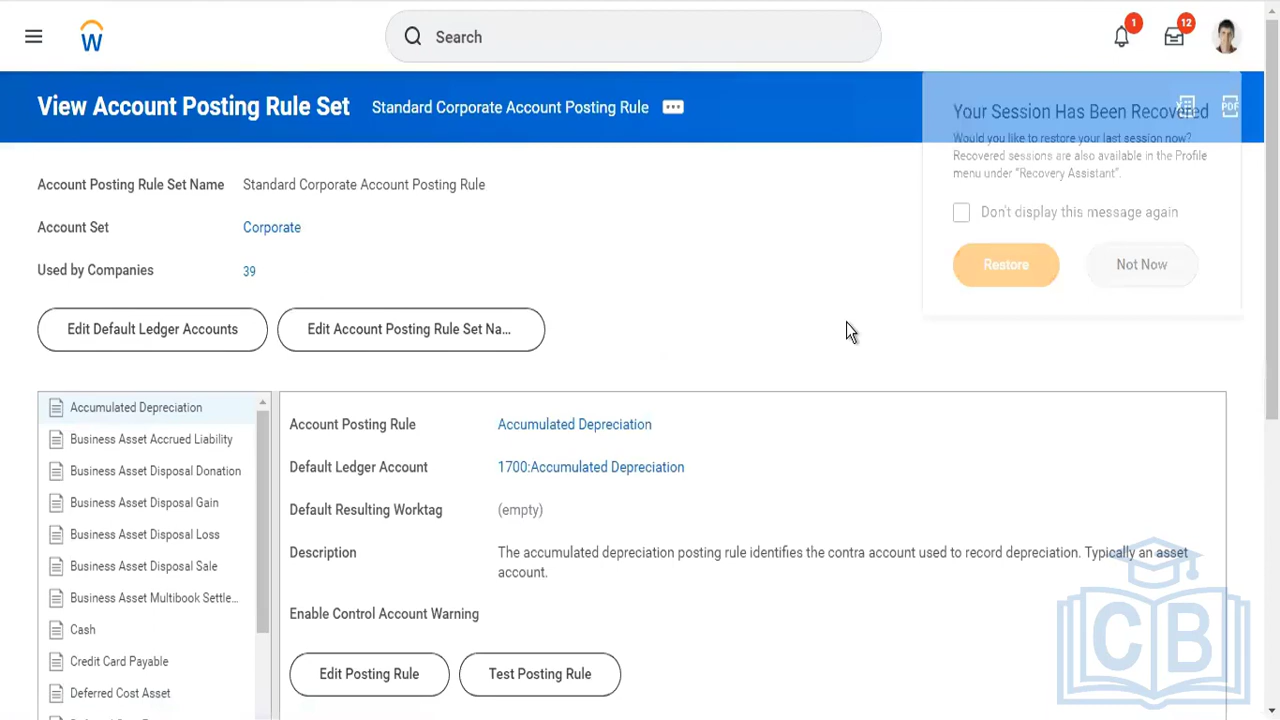 Search
1
12
View Account Posting Rule Set
Standard Corporate Account Posting Rule
PDF
Your Session Has Been Recovered
Would you like to restore your last session now?
Recovered sessions are also available in the Profile
menu under "Recovery Assistant".
Don't display this message again
Restore
Not Now
Account Posting Rule Set Name Standard Corporate Account Posting Rule
Account Set Corporate
Used by Companies 39
Edit Default Ledger Accounts
Edit Account Posting Rule Set Na...
Accumulated Depreciation
Business Asset Accrued Liability
Business Asset Disposal Donation
Business Asset Disposal Gain
Business Asset Disposal Loss
Business Asset Disposal Sale
Business Asset Multibook Settle...
Cash
Credit Card Payable
Deferred Cost Asset
Account Posting Rule Accumulated Depreciation
Default Ledger Account 1700:Accumulated Depreciation
Default Resulting Worktag (empty)
Description The accumulated depreciation posting rule identifies the contra account used to record depreciation. Typically an asset
account.
Enable Control Account Warning
Edit Posting Rule
Test Posting Rule
CB